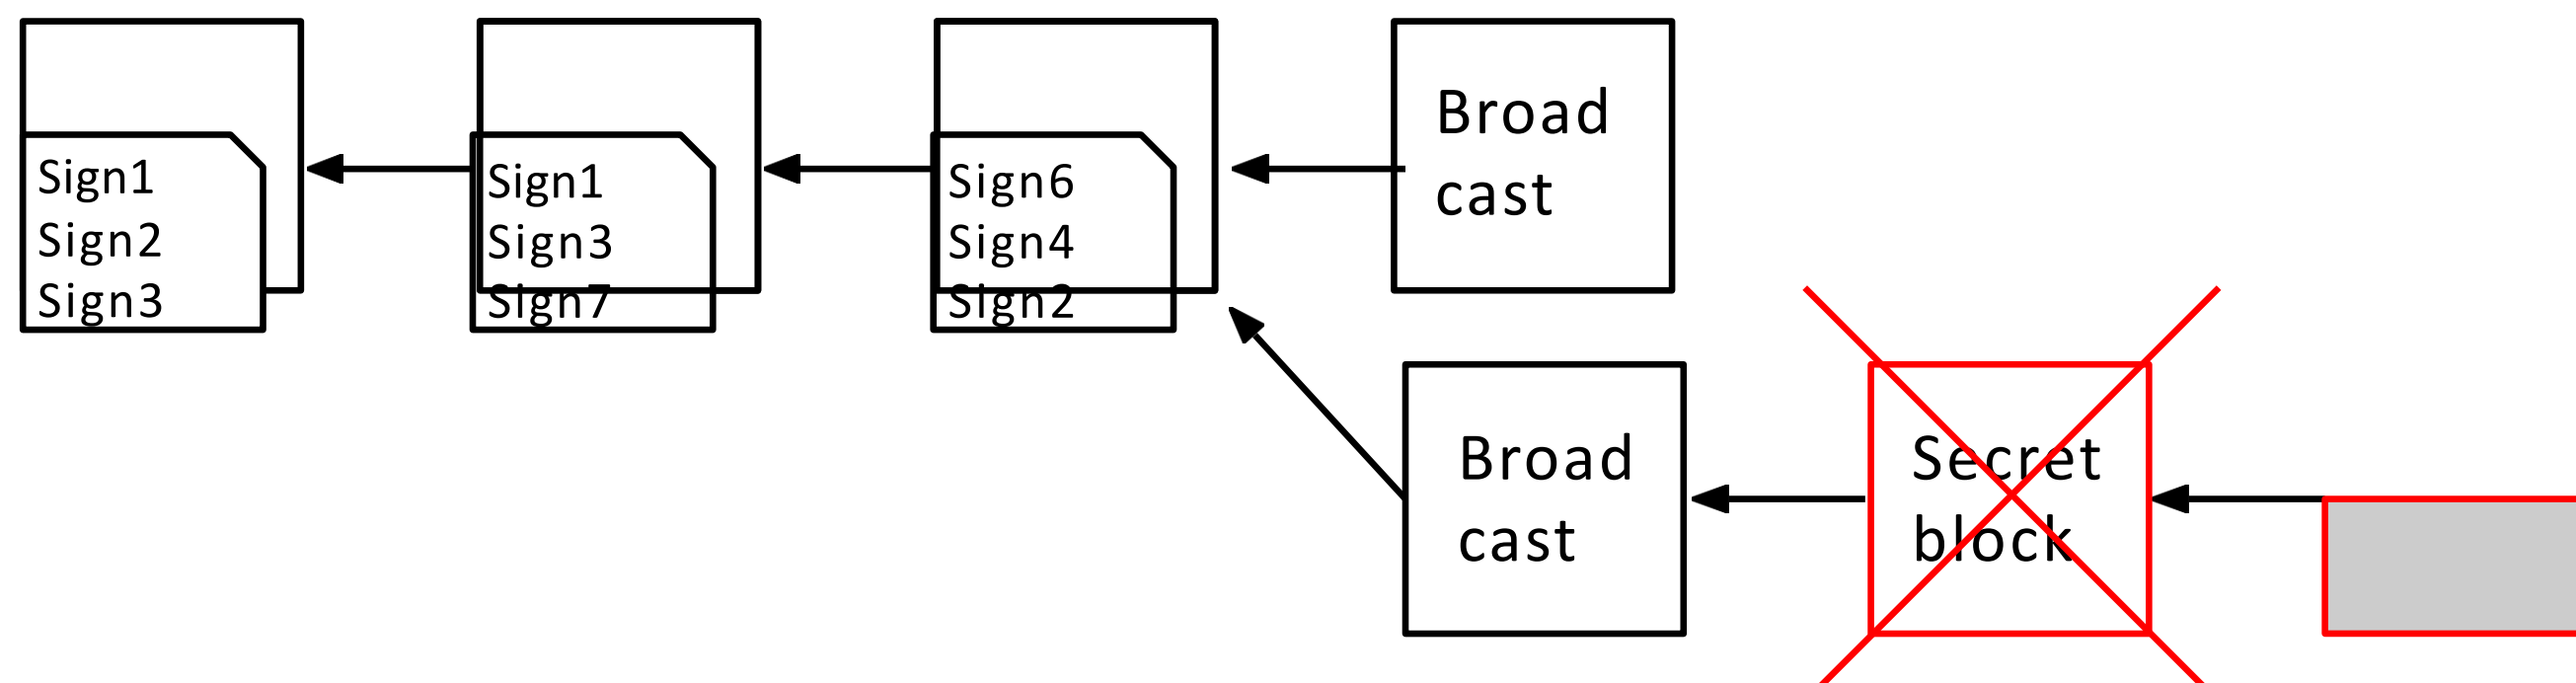 Sign1
Sign2
Sign3
Sign1
Sign3
Sign7
Sign6
Sign4
Sign2
Broad
cast
Broad
cast
Secret
block